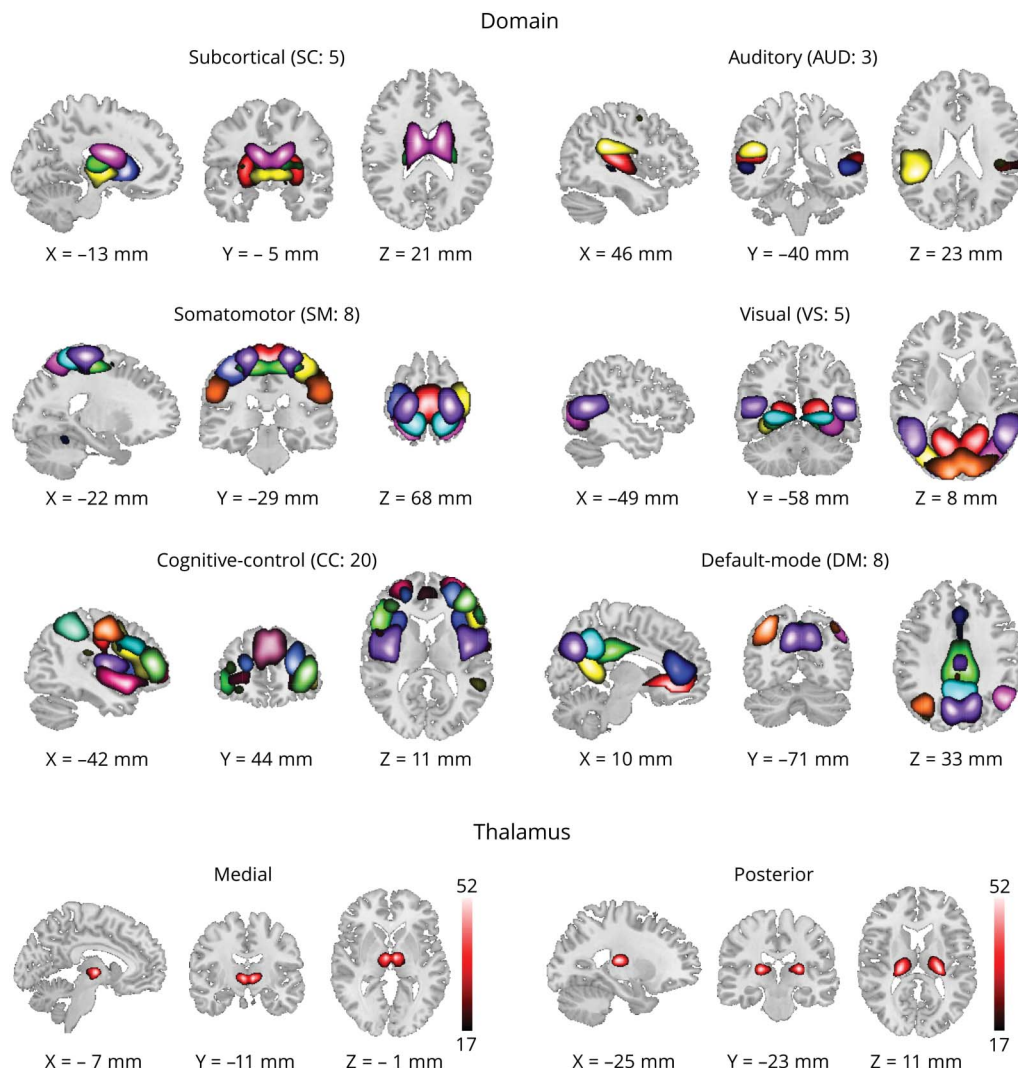 Domain
Subcortical (SC: 5)
Auditory (AUD: 3)
X = –13 mm
Y = – 5 mm
Z = 21 mm
X = 46 mm
Y = –40 mm
Z = 23 mm
Somatomotor (SM: 8)
Visual (VS: 5)
X = –22 mm
Y = –29 mm
Z = 68 mm
X = –49 mm
Y = –58 mm
Z = 8 mm
Cognitive-control (CC: 20)
Default-mode (DM: 8)
X = –42 mm
Y = 44 mm
Z = 11 mm
X = 10 mm
Y = –71 mm
Z = 33 mm
Thalamus
Medial
Posterior
52
52
17
17
X = – 7 mm
Y = –11 mm
Z = – 1 mm
X = –25 mm
Y = –23 mm
Z = 11 mm